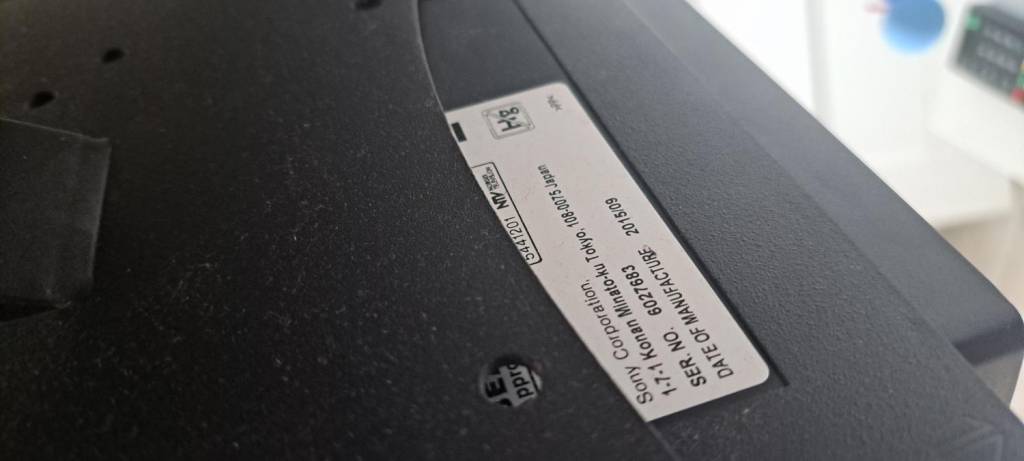 Sony Corporation,
1-7-1 Konan Minato-ku Tokyo, 108-0075 Japan
SER. NO. 6027683
DATE OF MANUFACTURE: 2015/09
5441201
E
ppr